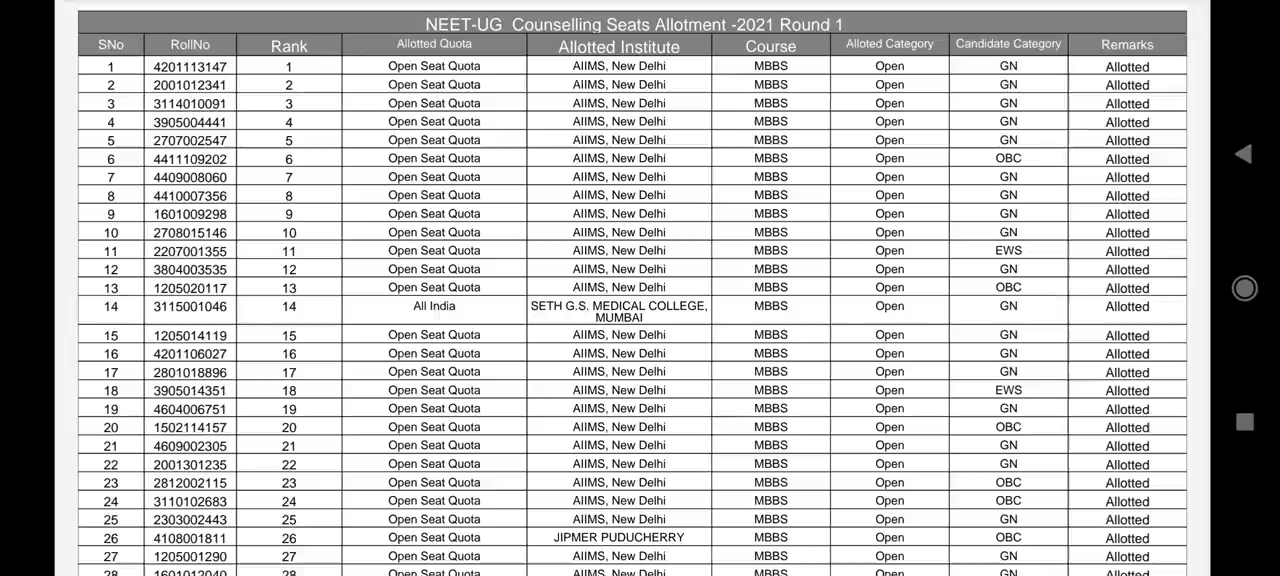 NEET-UG Counselling Seats Allotment -2021 Round 1
SNo RollNo Rank Allotted Quota Allotted Institute Course Alloted Category Candidate Category Remarks
1 4201113147 1 Open Seat Quota AIIMS, New Delhi MBBS Open GN Allotted
2 2001012341 2 Open Seat Quota AIIMS, New Delhi MBBS Open GN Allotted
3 3114010091 3 Open Seat Quota AIIMS, New Delhi MBBS Open GN Allotted
4 3905004441 4 Open Seat Quota AIIMS, New Delhi MBBS Open GN Allotted
5 2707002547 5 Open Seat Quota AIIMS, New Delhi MBBS Open GN Allotted
6 4411109202 6 Open Seat Quota AIIMS, New Delhi MBBS Open OBC Allotted
7 4409008060 7 Open Seat Quota AIIMS, New Delhi MBBS Open GN Allotted
8 4410007356 8 Open Seat Quota AIIMS, New Delhi MBBS Open GN Allotted
9 1601009298 9 Open Seat Quota AIIMS, New Delhi MBBS Open GN Allotted
10 2708015146 10 Open Seat Quota AIIMS, New Delhi MBBS Open GN Allotted
11 2207001355 11 Open Seat Quota AIIMS, New Delhi MBBS Open EWS Allotted
12 3804003535 12 Open Seat Quota AIIMS, New Delhi MBBS Open GN Allotted
13 1205020117 13 Open Seat Quota AIIMS, New Delhi MBBS Open OBC Allotted
14 3115001046 14 All India SETH G.S. MEDICAL COLLEGE, MBBS Open GN Allotted
MUMBAI
15 1205014119 15 Open Seat Quota AIIMS, New Delhi MBBS Open GN Allotted
16 4201106027 16 Open Seat Quota AIIMS, New Delhi MBBS Open GN Allotted
17 2801018896 17 Open Seat Quota AIIMS, New Delhi MBBS Open GN Allotted
18 3905014351 18 Open Seat Quota AIIMS, New Delhi MBBS Open EWS Allotted
19 4604006751 19 Open Seat Quota AIIMS, New Delhi MBBS Open GN Allotted
20 1502114157 20 Open Seat Quota AIIMS, New Delhi MBBS Open OBC Allotted
21 4609002305 21 Open Seat Quota AIIMS, New Delhi MBBS Open GN Allotted
22 2001301235 22 Open Seat Quota AIIMS, New Delhi MBBS Open GN Allotted
23 2812002115 23 Open Seat Quota AIIMS, New Delhi MBBS Open OBC Allotted
24 3110102683 24 Open Seat Quota AIIMS, New Delhi MBBS Open OBC Allotted
25 2303002443 25 Open Seat Quota AIIMS, New Delhi MBBS Open GN Allotted
26 4108001811 26 Open Seat Quota JIPMER PUDUCHERRY MBBS Open OBC Allotted
27 1205001290 27 Open Seat Quota AIIMS, New Delhi MBBS Open GN Allotted
28 1601012040 28 Open Seat Quota AIIMS, New Delhi MBBS Open GN Allotted